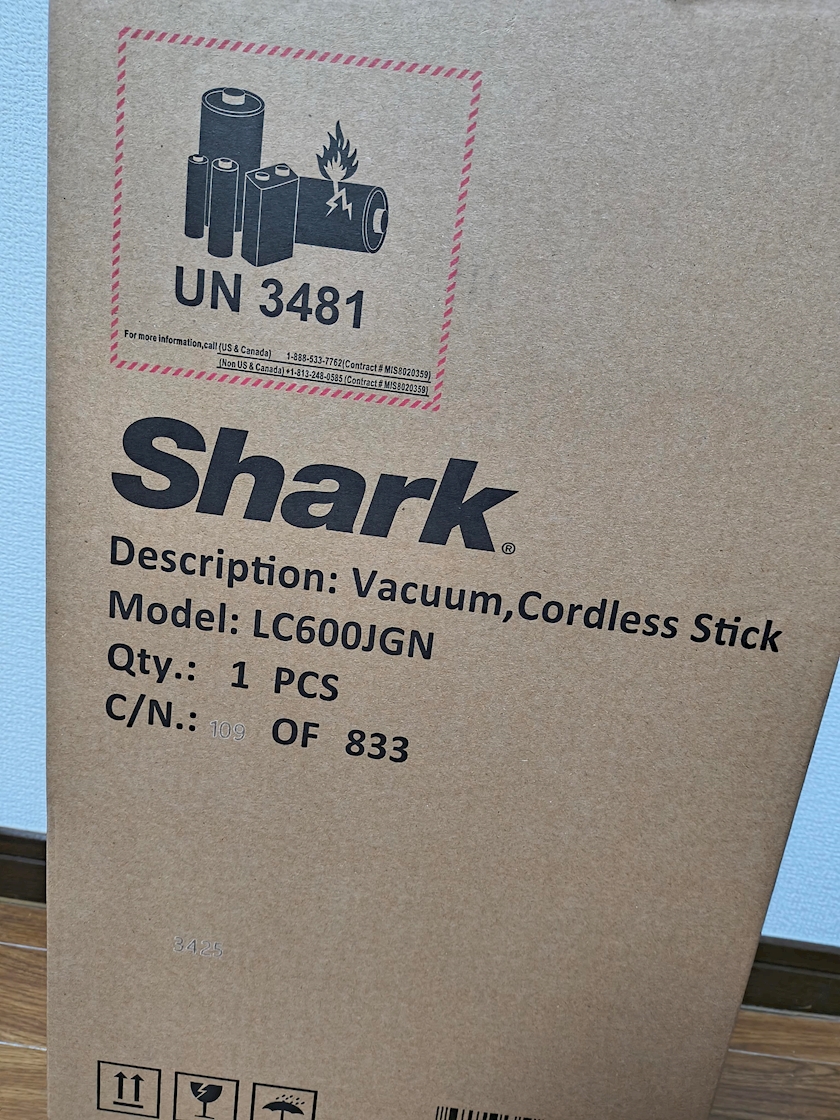 UN 3481
For more information,call (US & Canada) 1-888-533-7762(Contract # MIS8020359)
(Non US & Canada) +1-813-248-0585 (Contract # MIS8020359)
Shark®
Description: Vacuum,Cordless Stick
Model: LC600JGN
Qty.: 1 PCS
C/N.: 109 OF 833
3425